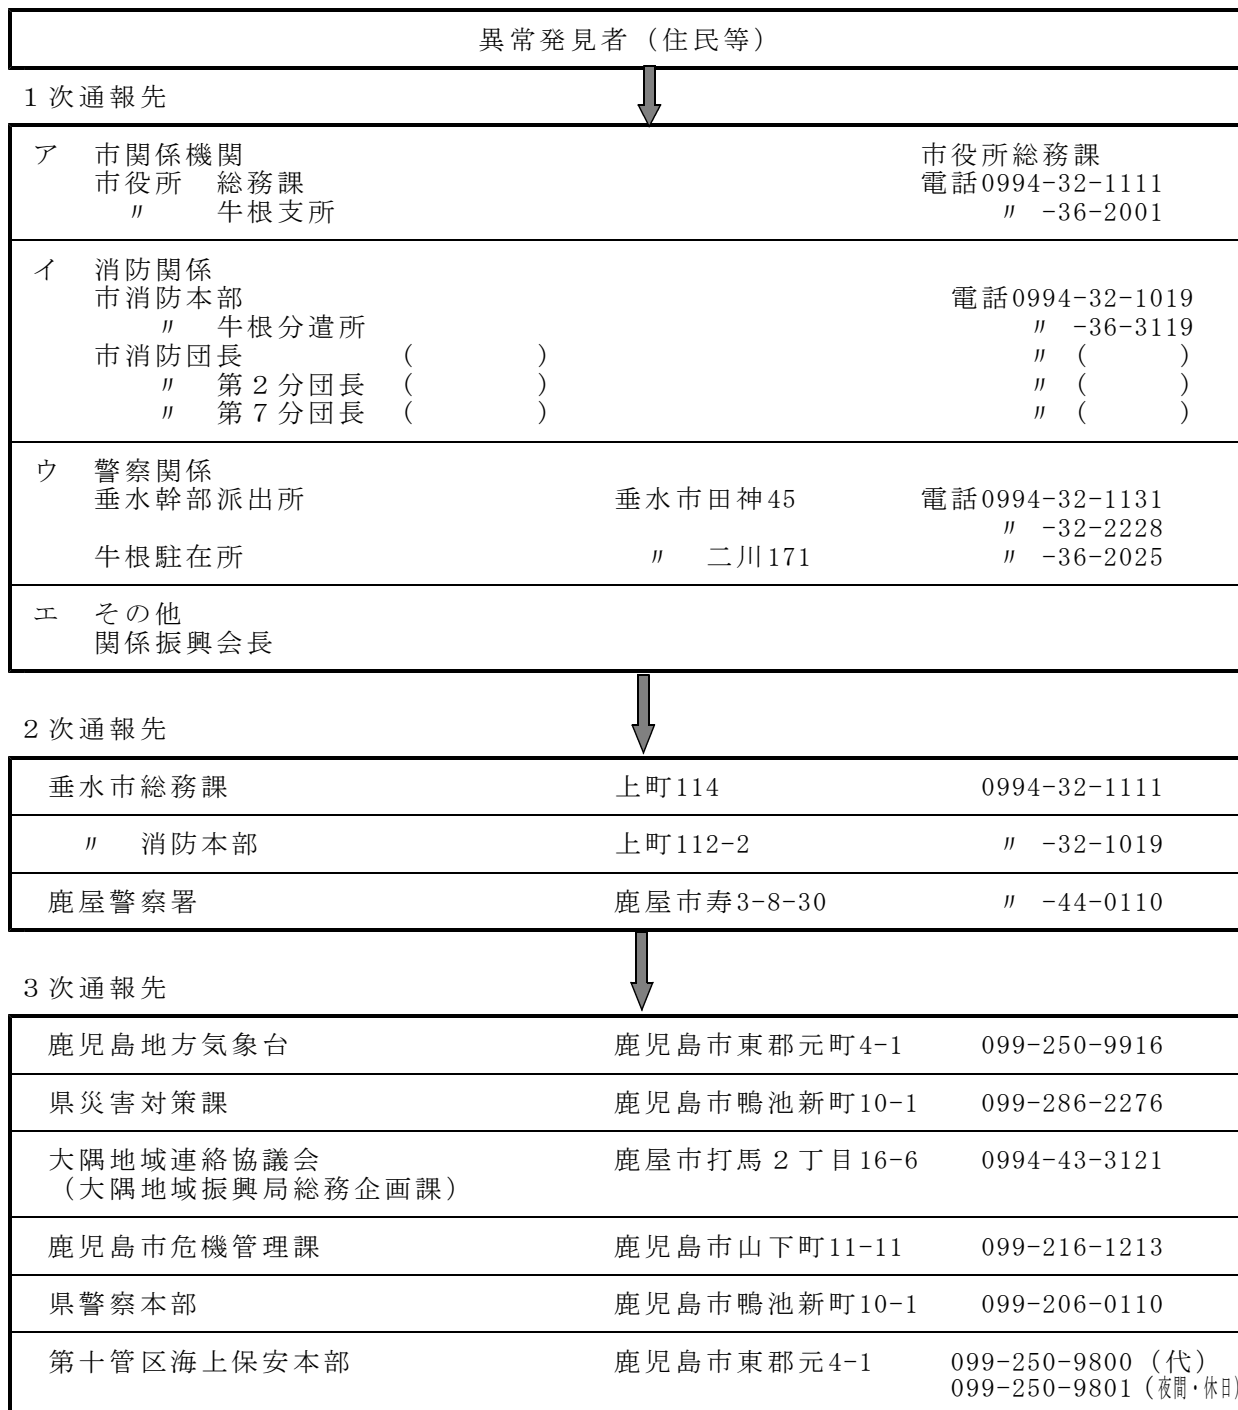 異常発見者（住民等）
１次通報先
ア　市関係機関　市役所総務課
市役所　総務課　電話0994-32-1111
〃　牛根支所　〃 -36-2001
イ　消防関係
市消防本部　電話0994-32-1019
〃　牛根分遣所　〃 -36-3119
市消防団長　（　　　　）　〃（　　　）
〃　第２分団長　（　　　　）　〃（　　　）
〃　第７分団長　（　　　　）　〃（　　　）
ウ　警察関係
垂水幹部派出所　垂水市田神45　電話0994-32-1131
〃 -32-2228
牛根駐在所　〃　二川171　〃 -36-2025
エ　その他
関係振興会長
２次通報先
垂水市総務課　上町114　0994-32-1111
〃　消防本部　上町112-2　〃 -32-1019
鹿屋警察署　鹿屋市寿3-8-30　〃 -44-0110
３次通報先
鹿児島地方気象台　鹿児島市東郡元町4-1　099-250-9916
県災害対策課　鹿児島市鴨池新町10-1　099-286-2276
大隅地域連絡協議会　鹿屋市打馬２丁目16-6　0994-43-3121
（大隅地域振興局総務企画課）
鹿児島市危機管理課　鹿児島市山下町11-11　099-216-1213
県警察本部　鹿児島市鴨池新町10-1　099-206-0110
第十管区海上保安本部　鹿児島市東郡元4-1　099-250-9800（代）
099-250-9801（夜間・休日）